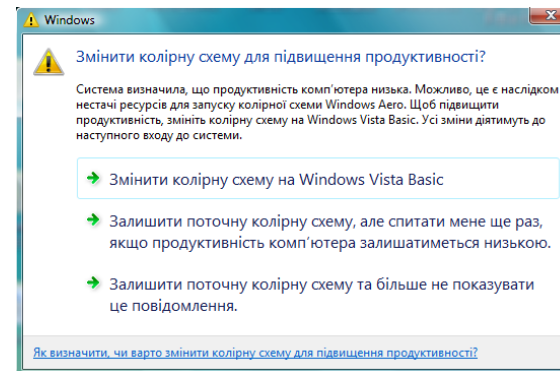 Windows
Змінити колірну схему для підвищення продуктивності?
Система визначила, що продуктивність комп'ютера низька. Можливо, це є наслідком
нестачі ресурсів для запуску колірної схеми Windows Aero. Щоб підвищити
продуктивність, змініть колірну схему на Windows Vista Basic. Усі зміни діятимуть до
наступного входу до системи.
Змінити колірну схему на Windows Vista Basic
Залишити поточну колірну схему, але спитати мене ще раз,
якщо продуктивність комп'ютера залишатиметься низькою.
Залишити поточну колірну схему та більше не показувати
це повідомлення.
Як визначити, чи варто змінити колірну схему для підвищення продуктивності?